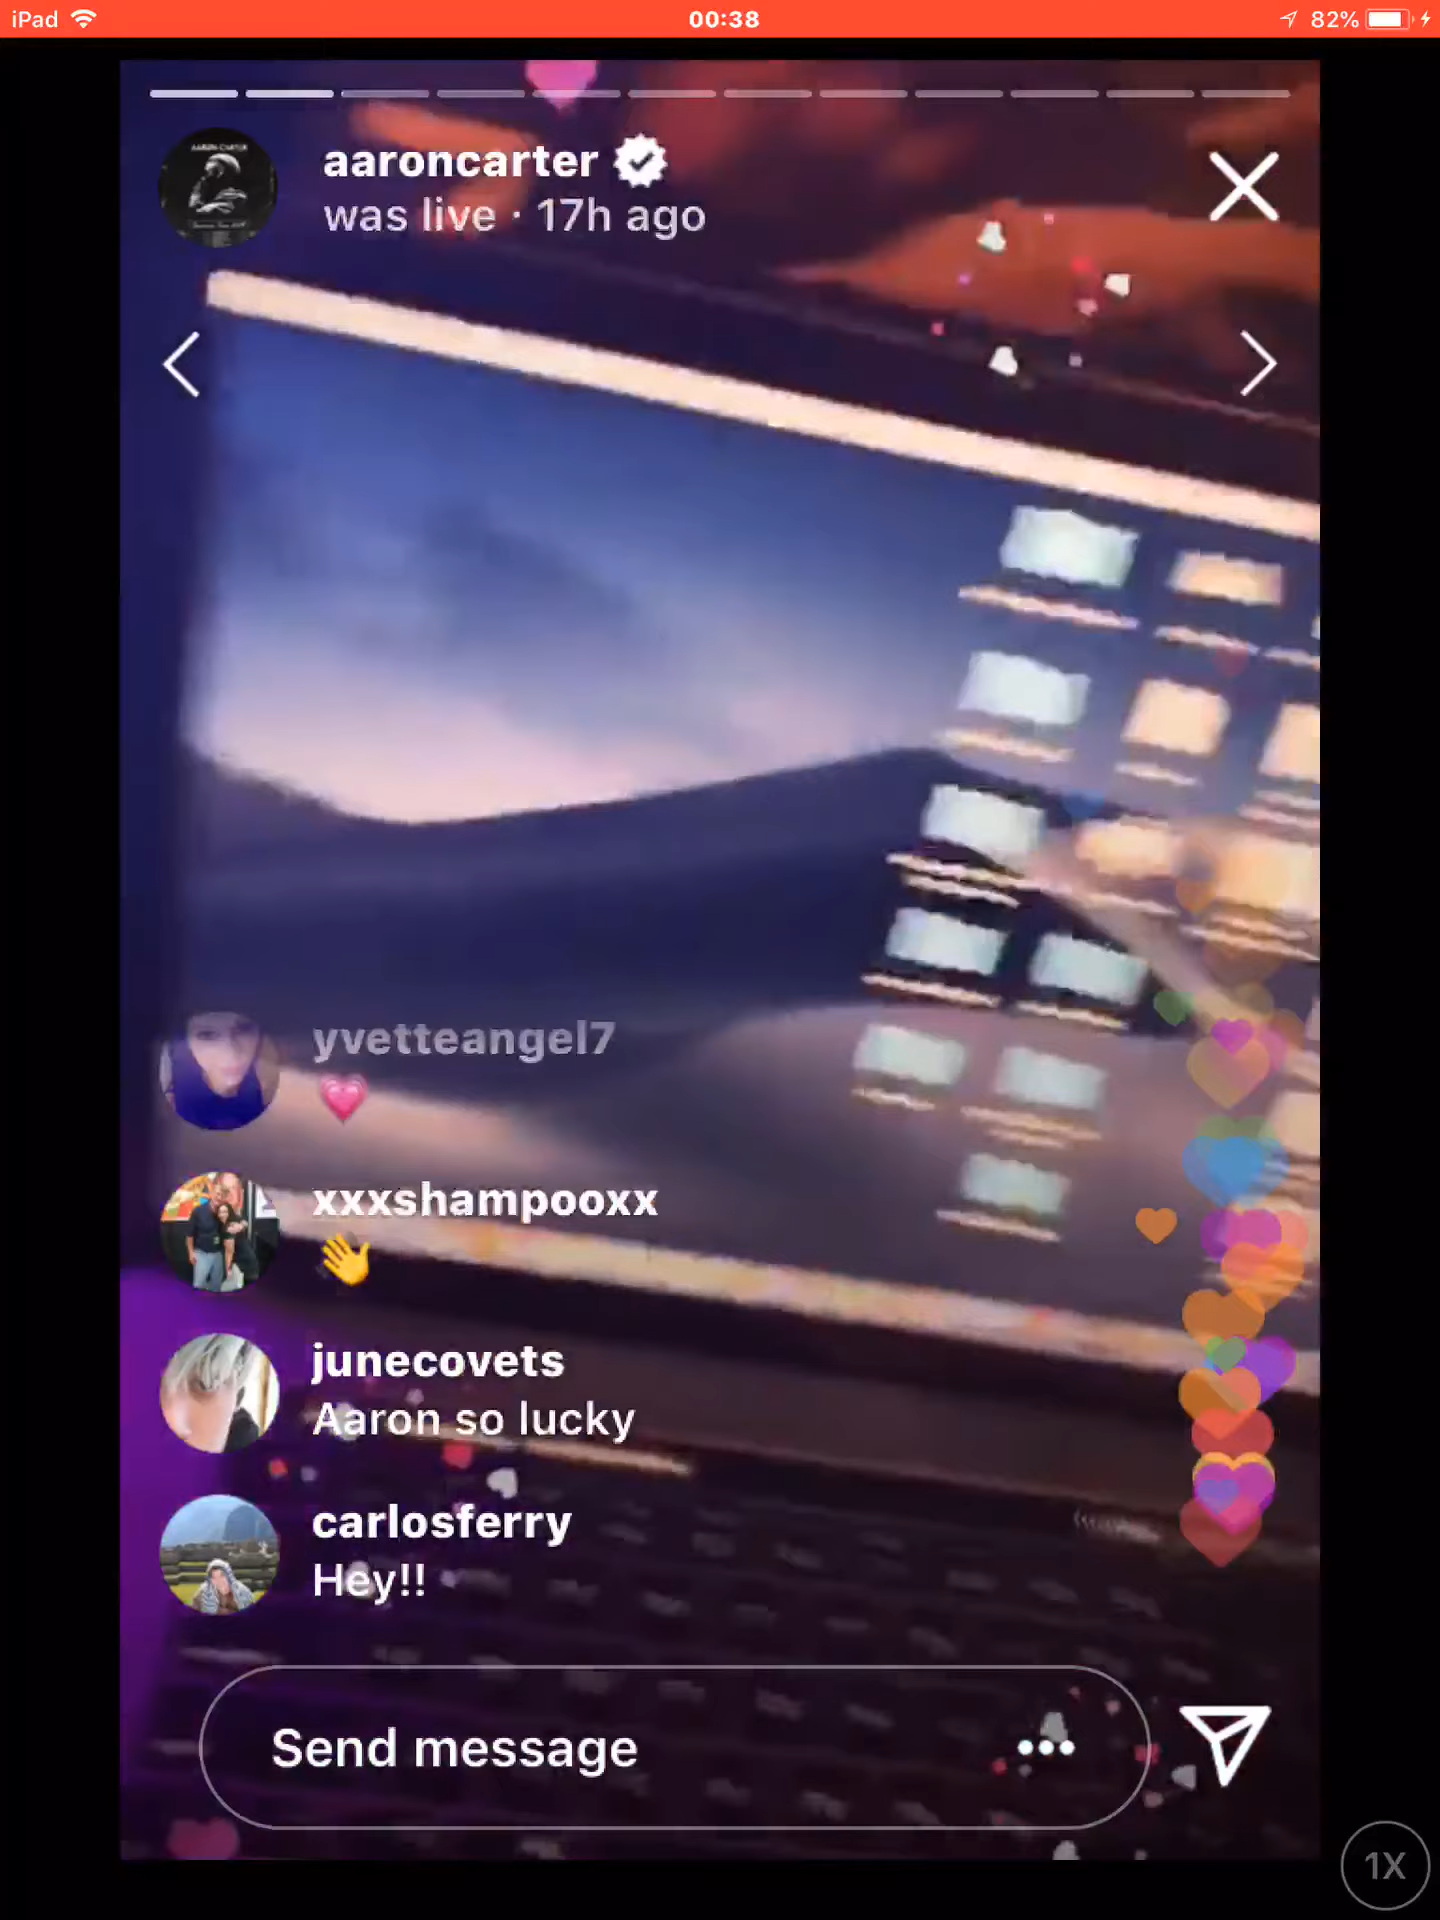 iPad
00:38
82%
aaroncarter
was live · 17h ago
yvetteangel7
xxxshampooxx
junecovets
Aaron so lucky
carlosferry
Hey!!
Send message
1X